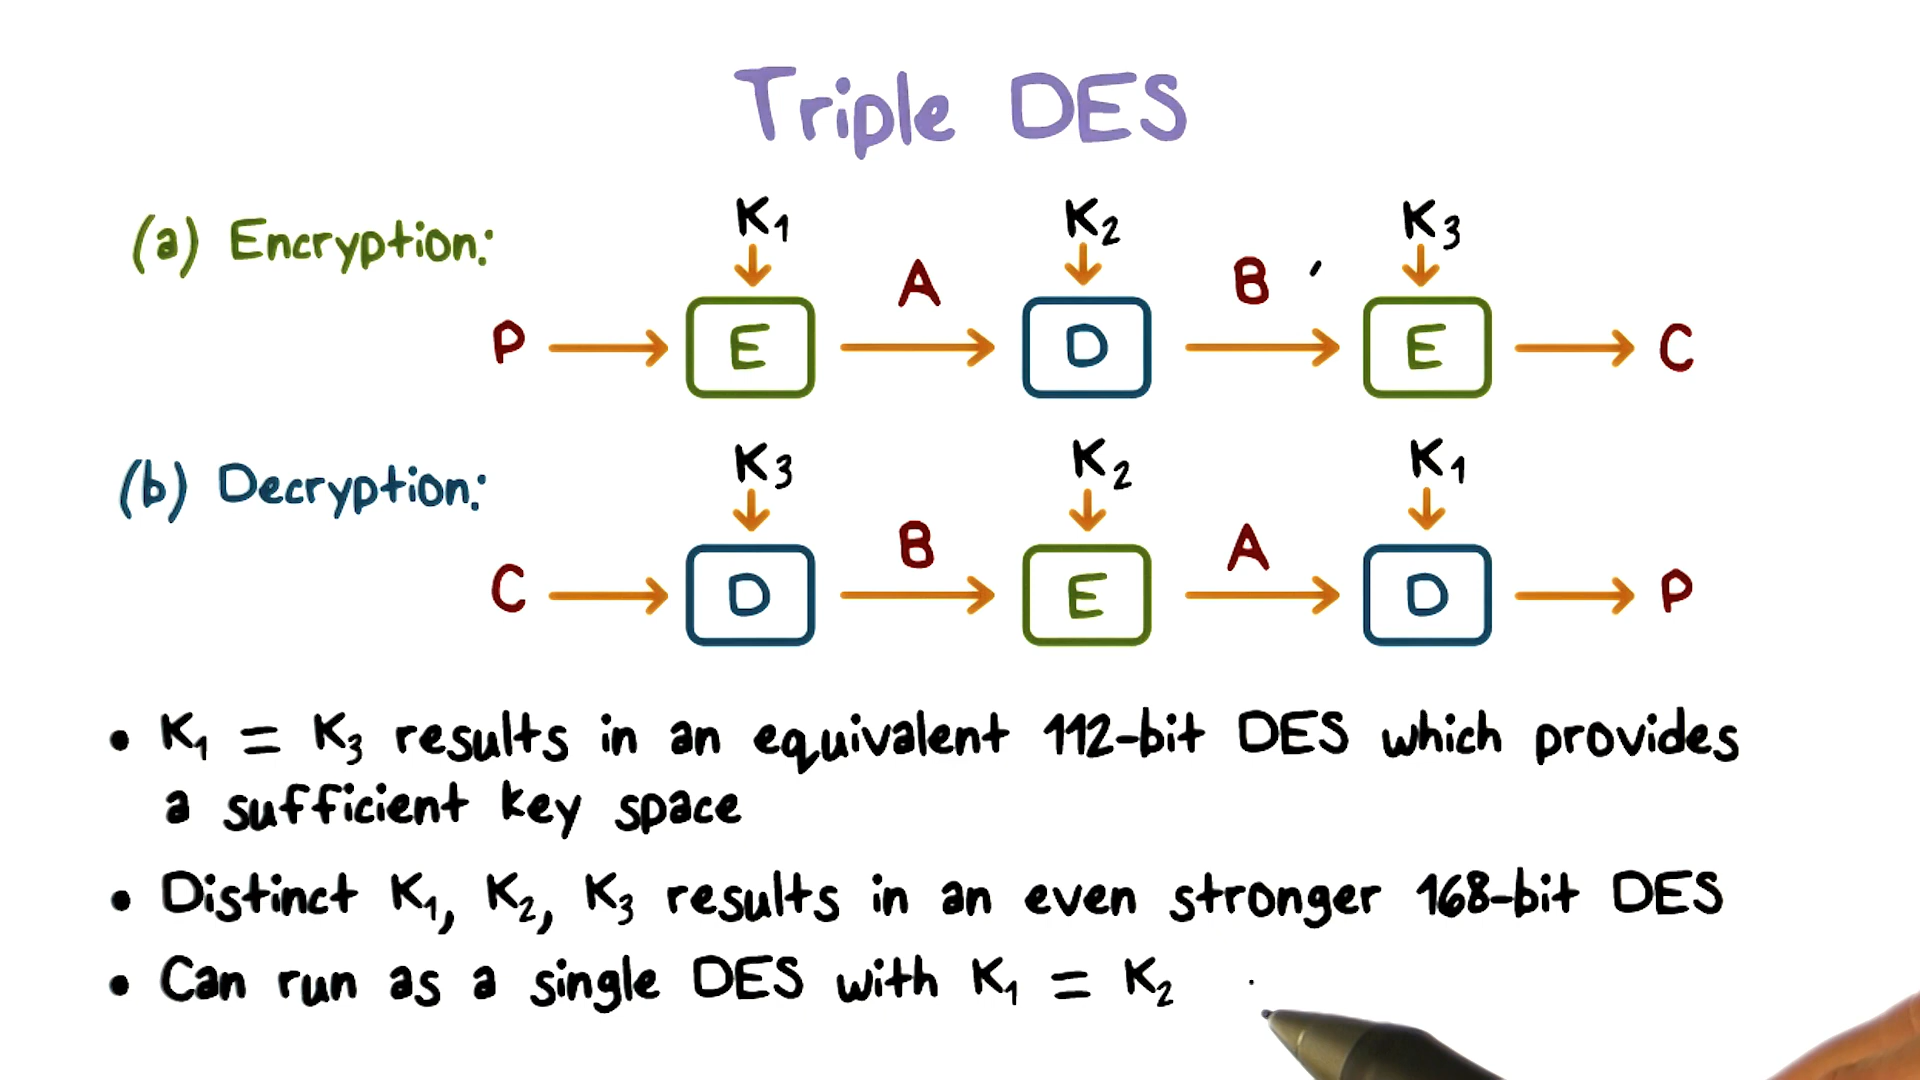 Triple DES
(a) Encryption:
K₁ K₂ K₃
A B
P E D E C
(b) Decryption:
K₃ K₂ K₁
B A
C D E D P
• K₁ = K₃ results in an equivalent 112-bit DES which provides
a sufficient key space
• Distinct K₁, K₂, K₃ results in an even stronger 168-bit DES
• Can run as a single DES with K₁ = K₂